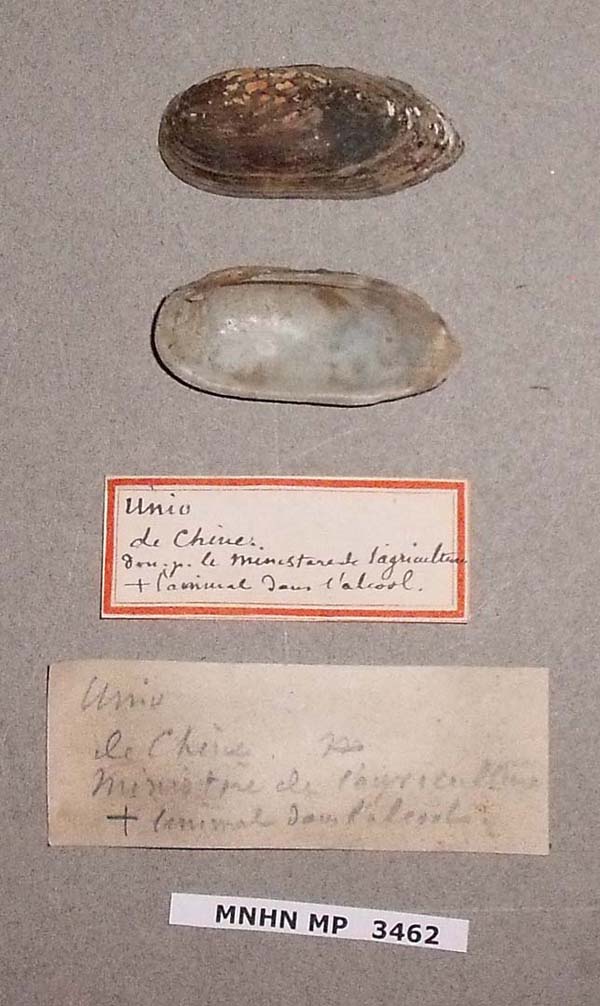 Unio
de Chine.
don. p. le ministère de l'agriculture
+ l'animal dans l'alcool.
Unio
de Chine
Ministre de l'agriculture
+ l'animal dans l'alcool
MNHN MP 3462